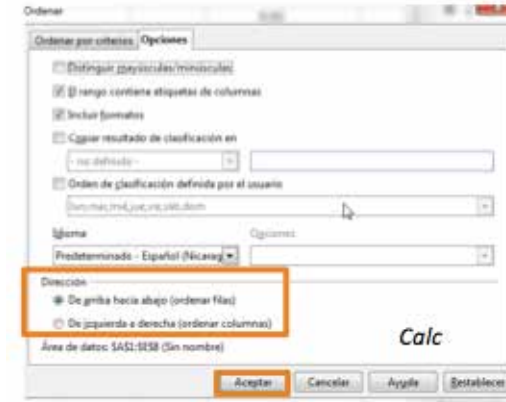 Ordenar
Ordenar por criterios Opciones
Distinguir mayúsculas/minúsculas
El rango contiene etiquetas de columnas
Incluir formatos
Copiar resultado de clasificación en
- no definido -
Orden de clasificación definida por el usuario
Idioma Opciones
Predeterminado - Español (Nicarag
Dirección
De arriba hacia abajo (ordenar filas)
De izquierda a derecha (ordenar columnas)
Área de datos: $A$1:$E$8 (Sin nombre)
Calc
Aceptar Cancelar Ayuda Restablecer